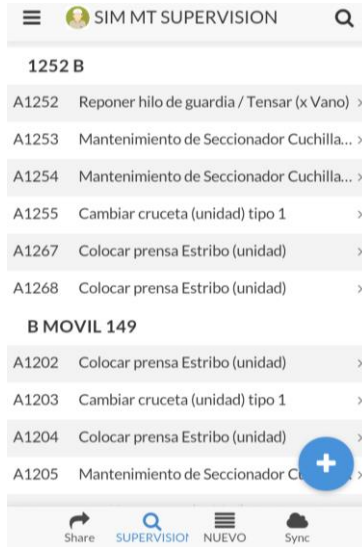 SIM MT SUPERVISION
1252 B
A1252 Reponer hilo de guardia / Tensar (x Vano)
A1253 Mantenimiento de Seccionador Cuchilla...
A1254 Mantenimiento de Seccionador Cuchilla...
A1255 Cambiar cruceta (unidad) tipo 1
A1267 Colocar prensa Estribo (unidad)
A1268 Colocar prensa Estribo (unidad)
B MOVIL 149
A1202 Colocar prensa Estribo (unidad)
A1203 Cambiar cruceta (unidad) tipo 1
A1204 Colocar prensa Estribo (unidad)
A1205 Mantenimiento de Seccionador
Share SUPERVISION NUEVO Sync